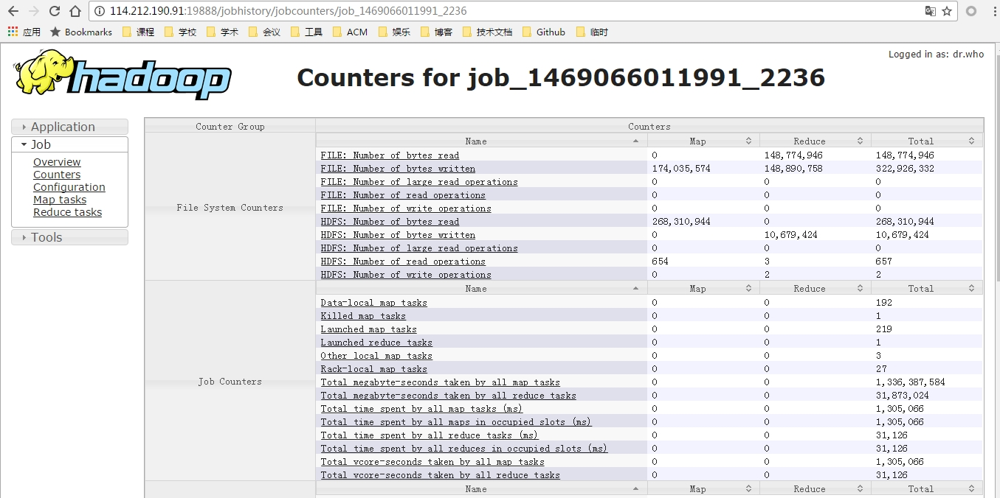 114.212.190.91:19888/jobhistory/jobcounters/job_1469066011991_2236
应用 Bookmarks 课程 学校 学术 会议 工具 ACM 娱乐 博客 技术文档 Github 临时
Logged in as: dr.who
hadoop
Counters for job_1469066011991_2236
Application
Job
Overview
Counters
Configuration
Map tasks
Reduce tasks
Tools
Counter Group Counters
File System Counters
Name Map Reduce Total
FILE: Number of bytes read 0 148,774,946 148,774,946
FILE: Number of bytes written 174,035,574 148,890,758 322,926,332
FILE: Number of large read operations 0 0 0
FILE: Number of read operations 0 0 0
FILE: Number of write operations 0 0 0
HDFS: Number of bytes read 268,310,944 0 268,310,944
HDFS: Number of bytes written 0 10,679,424 10,679,424
HDFS: Number of large read operations 0 0 0
HDFS: Number of read operations 654 3 657
HDFS: Number of write operations 0 2 2
Job Counters
Name Map Reduce Total
Data-local map tasks 0 0 192
Killed map tasks 0 0 1
Launched map tasks 0 0 219
Launched reduce tasks 0 0 1
Other local map tasks 0 0 3
Rack-local map tasks 0 0 27
Total megabyte-seconds taken by all map tasks 0 0 1,336,387,584
Total megabyte-seconds taken by all reduce tasks 0 0 31,873,024
Total time spent by all map tasks (ms) 0 0 1,305,066
Total time spent by all maps in occupied slots (ms) 0 0 1,305,066
Total time spent by all reduce tasks (ms) 0 0 31,126
Total time spent by all reduces in occupied slots (ms) 0 0 31,126
Total vcore-seconds taken by all map tasks 0 0 1,305,066
Total vcore-seconds taken by all reduce tasks 0 0 31,126
Name Map Reduce Total